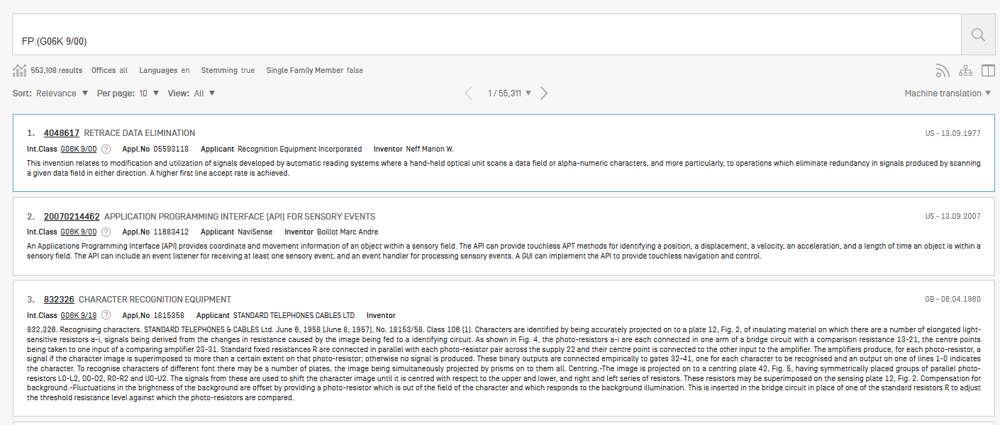 FP:(G06K 9/00)
553,108 results Offices all Languages en Stemming true Single Family Member false
Sort: Relevance ▼ Per page: 10 ▼ View: All ▼ 1 / 55,311 ▼ Machine translation ▼
1. 4048617 RETRACE DATA ELIMINATION US - 13.09.1977
Int.Class G06K 9/00 ? Appl.No 05593118 Applicant Recognition Equipment Incorporated Inventor Neff Marion W.
This invention relates to modification and utilization of signals developed by automatic reading systems where a hand-held optical unit scans a data field or alpha-numeric characters, and more particularly, to operations which eliminate redundancy in signals produced by scanning
a given data field in either direction. A higher first line accept rate is achieved.
2. 20070214462 APPLICATION PROGRAMMING INTERFACE (API) FOR SENSORY EVENTS US - 13.09.2007
Int.Class G06K 9/00 ? Appl.No 11683412 Applicant NaviSense Inventor Boillot Marc Andre
An Applications Programming Interface (API) provides coordinate and movement information of an object within a sensory field. The API can provide touchless APT methods for identifying a position, a displacement, a velocity, an acceleration, and a length of time an object is within a
sensory field. The API can include an event listener for receiving at least one sensory event, and an event handler for processing sensory events. A GUI can implement the API to provide touchless navigation and control.
3. 832326 CHARACTER RECOGNITION EQUIPMENT GB - 06.04.1960
Int.Class G06K 9/18 ? Appl.No 1815358 Applicant STANDARD TELEPHONES CABLES LTD Inventor
832,326. Recognising characters. STANDARD TELEPHONES & CABLES Ltd. June 6, 1958 [June 8, 1957], No. 18153/58. Class 106 (1). Characters are identified by being accurately projected on to a plate 12, Fig. 2, of insulating material on which there are a number of elongated light-
sensitive resistors a-i, signals being derived from the changes in resistance caused by the image being fed to a identifying circuit. As shown in Fig. 4, the photo-resistors a-i are each connected in one arm of a bridge circuit with a comparison resistance 13-21, the centre points
being taken to one input of a comparing amplifier 23-31. Standard fixed resistances R are connected in parallel with each photo-resistor pair across the supply 22 and their centre point is connected to the other input to the amplifier. The amplifiers produce, for each photo-resistor, a
signal if the character image is superimposed to more than a certain extent on that photo-resistor; otherwise no signal is produced. These binary outputs are connected empirically to gates 32-41, one for each character to be recognised and an output on one of lines 1-0 indicates
the character. To recognise characters of different font there may be a number of plates, the image being simultaneously projected by prisms on to them all. Centring.-The image is projected on to a centring plate 42, Fig. 5, having symmetrically placed groups of parallel photo-
resistors L0-L2, O0-O2, R0-R2 and U0-U2. The signals from these are used to shift the character image until it is centred with respect to the upper and lower, and right and left series of resistors. These resistors may be superimposed on the sensing plate 12, Fig. 2. Compensation for
background.-Fluctuations in the brightness of the background are offset by providing a photo-resistor which is out of the field of the character and which responds to the background illumination. This is inserted in the bridge circuit in place of one of the standard resistors R to adjust
the threshold resistance level against which the photo-resistors are compared.